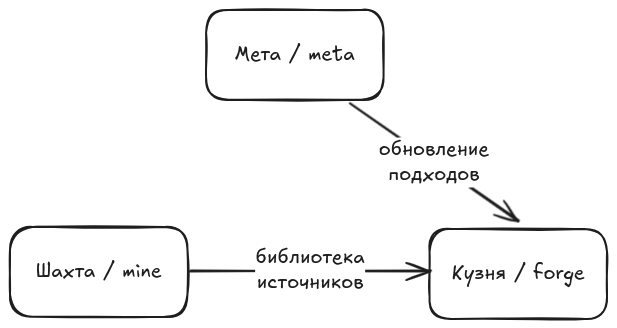 Мета / meta
обновление
подходов
Шахта / mine
библиотека
источников
Кузня / forge